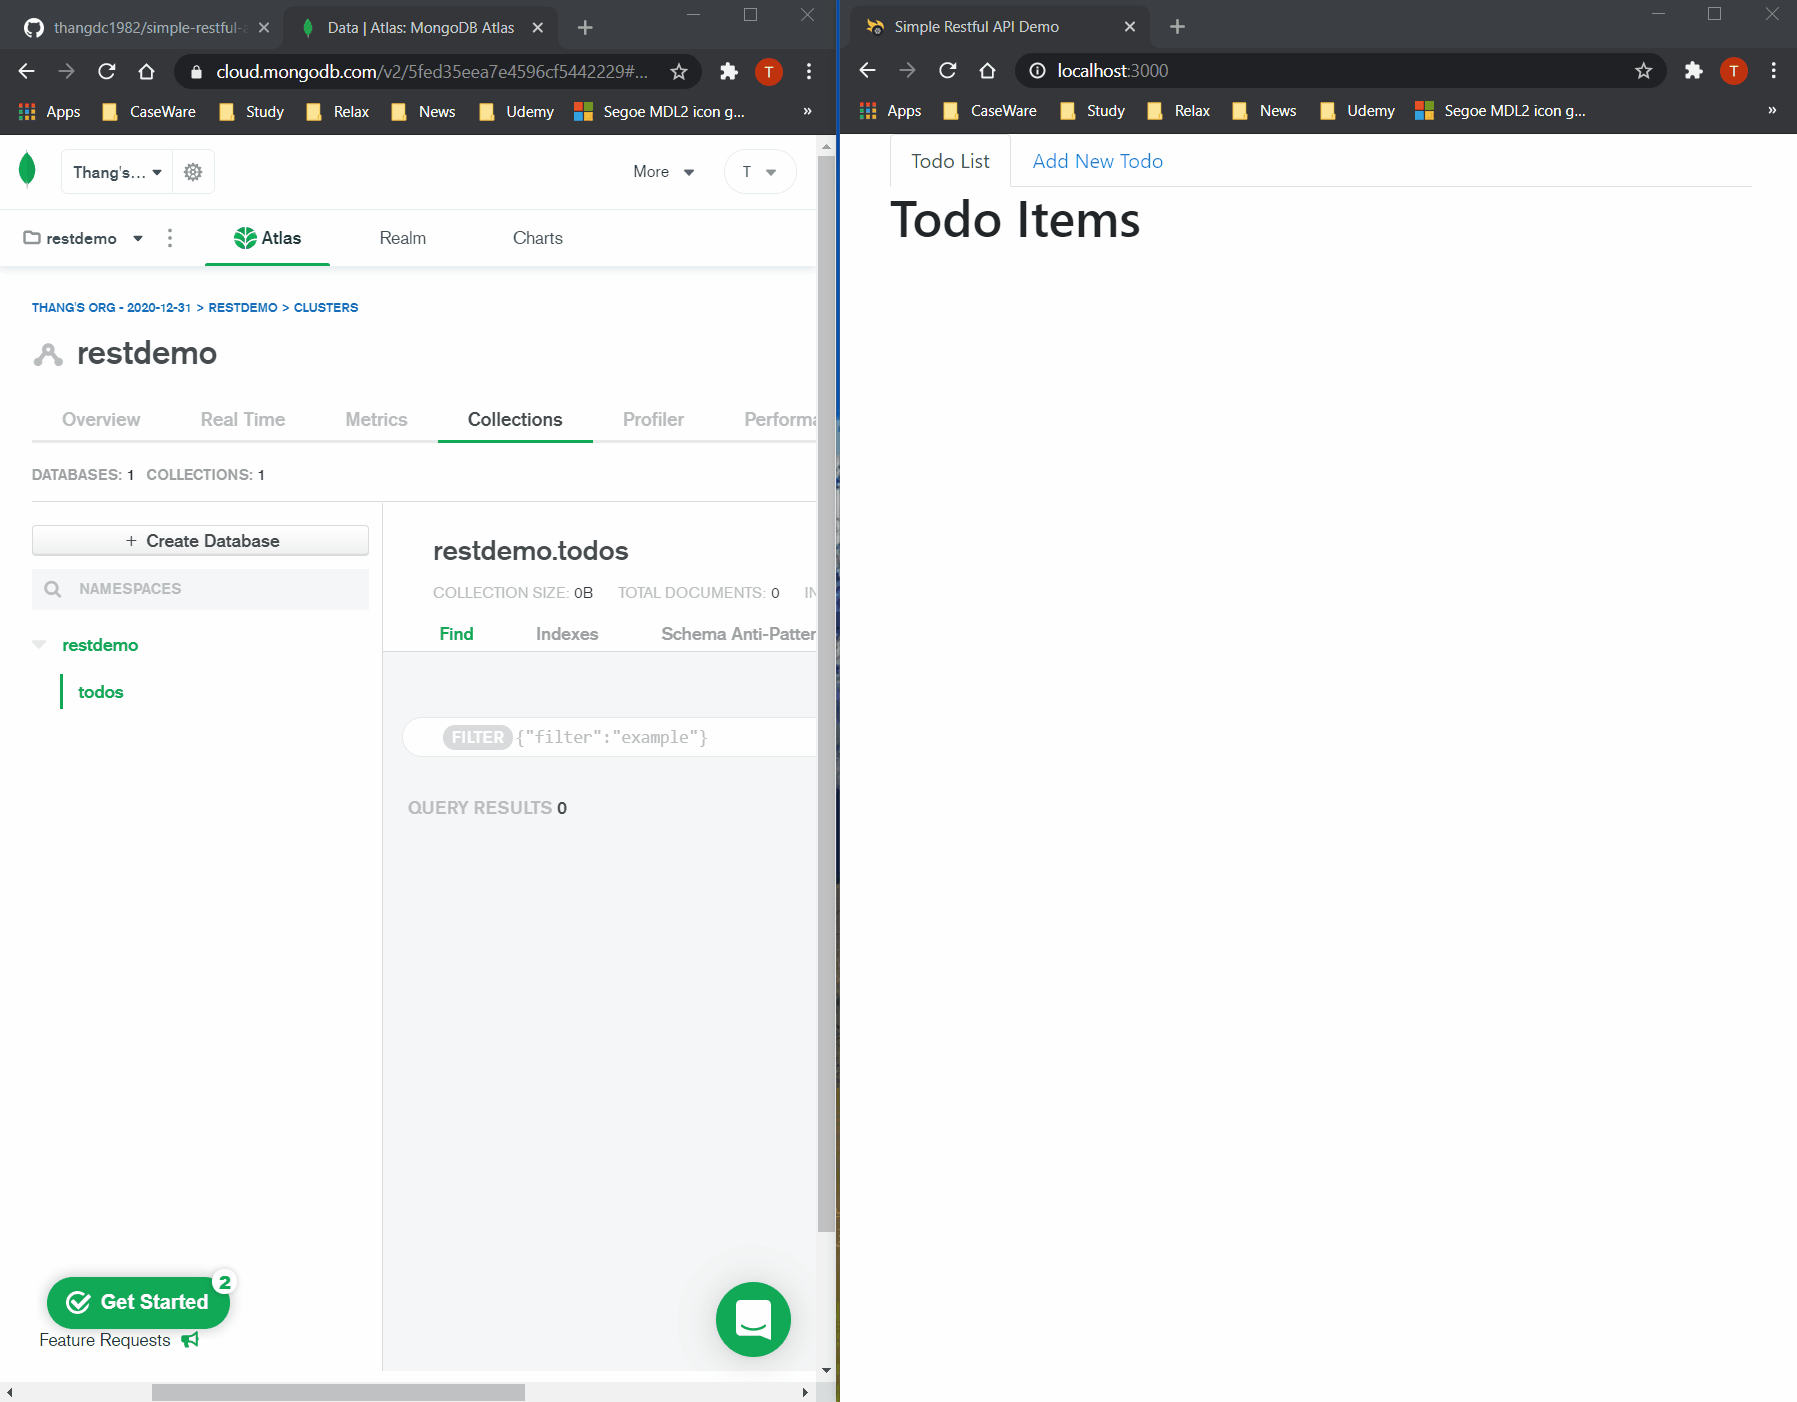 thangdc1982/simple-restful-a
Data | Atlas: MongoDB Atlas
cloud.mongodb.com/v2/5fed35eea7e4596cf5442229#...
T
Apps CaseWare Study Relax News Udemy Segoe MDL2 icon g... »
Thang's... More T
restdemo Atlas Realm Charts
THANG'S ORG - 2020-12-31 > RESTDEMO > CLUSTERS
restdemo
Overview Real Time Metrics Collections Profiler Performa
DATABASES: 1 COLLECTIONS: 1
+ Create Database
NAMESPACES
restdemo
todos
restdemo.todos
COLLECTION SIZE: 0B TOTAL DOCUMENTS: 0 IN
Find Indexes Schema Anti-Patter
FILTER {"filter":"example"}
QUERY RESULTS 0
Get Started 2
Feature Requests
Simple Restful API Demo
localhost:3000
T
Apps CaseWare Study Relax News Udemy Segoe MDL2 icon g... »
Todo List Add New Todo
Todo Items